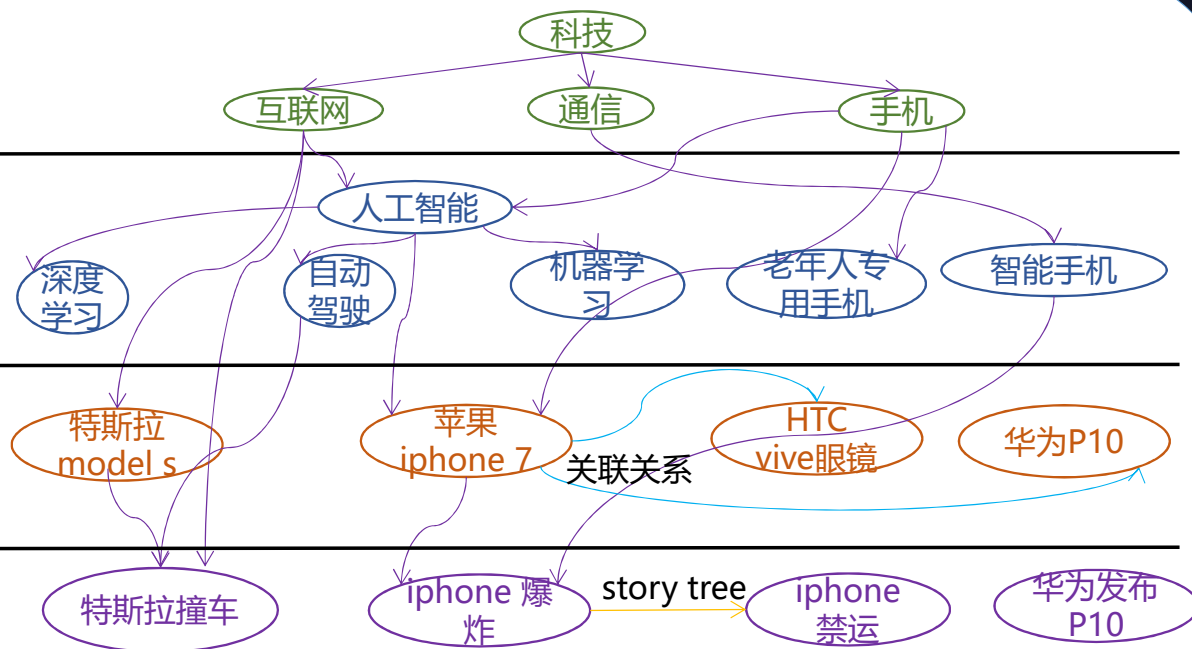 科技
互联网
通信
手机
人工智能
深度
学习
自动
驾驶
机器学
习
老年人专
用手机
智能手机
特斯拉
model s
苹果
iphone 7
HTC
vive眼镜
华为P10
关联关系
特斯拉撞车
iphone 爆
炸
story tree
iphone
禁运
华为发布
P10